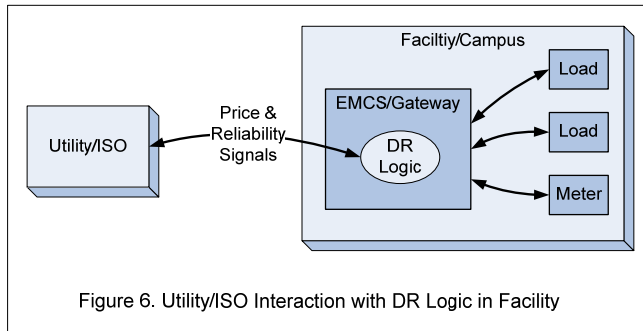 Faciltiy/Campus
Load
EMCS/Gateway
Price &
Reliability
Signals
Utility/ISO
DR
Logic
Load
Meter
Figure 6. Utility/ISO Interaction with DR Logic in Facility